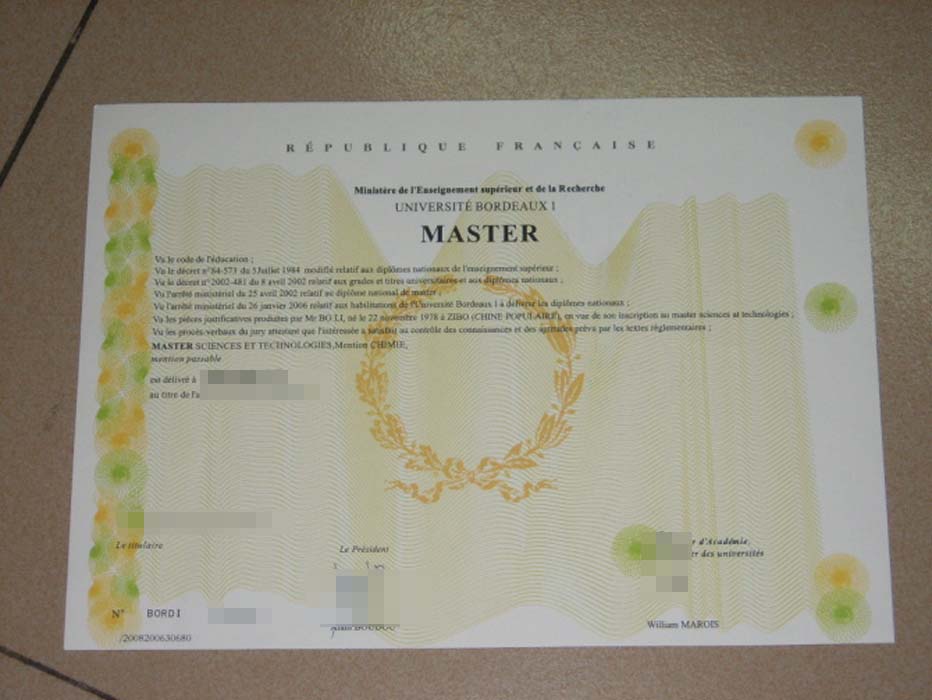 RÉPUBLIQUE FRANÇAISE
Ministère de l'Enseignement supérieur et de la Recherche
UNIVERSITÉ BORDEAUX 1
MASTER
Vu le code de l'éducation ;
Vu le décret n°84-573 du 5 Juillet 1984 modifié relatif aux diplômes nationaux de l'enseignement supérieur ;
Vu le décret n° 2002-481 du 8 avril 2002 relatif aux grades et titres universitaires et aux diplômes nationaux ;
Vu l'arrêté ministériel du 25 avril 2002 relatif au diplôme national de master ;
Vu l'arrêté ministériel du 26 janvier 2006 relatif aux habilitations de l'Université Bordeaux 1 à délivrer les diplômes nationaux ;
Vu les pièces justificatives produites par Mr BO LI, né le 22 novembre 1978 à ZIBO (CHINE POPULAIRE), en vue de son inscription au master sciences et technologies ;
Vu les procès-verbaux du jury attestant que l'intéressé a satisfait au contrôle des connaissances et des aptitudes prévu par les textes réglementaires ;
MASTER SCIENCES ET TECHNOLOGIES, Mention CHIMIE,
mention passable
est délivré à
au titre de l'a
Le titulaire
Le Président
r d'Académie,
er des universités
N° BORD1
William MAROIS
/2008200630680